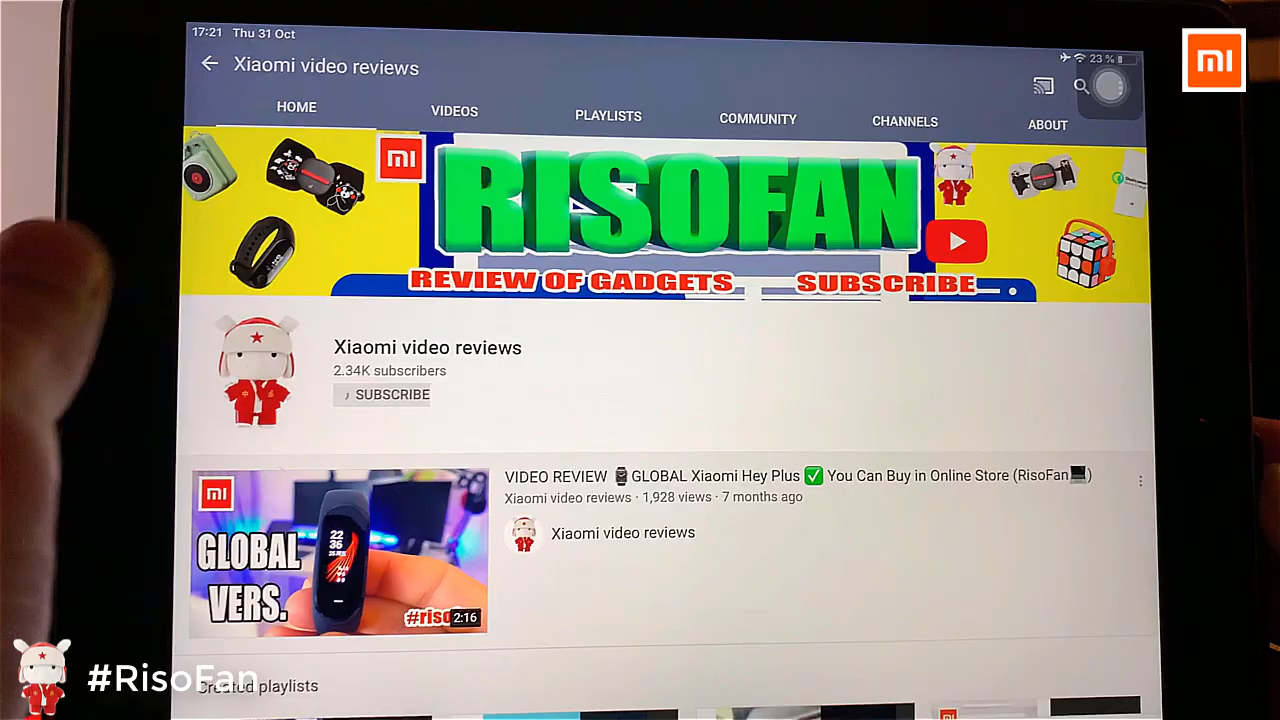 17:21 Thu 31 Oct
23 %
Xiaomi video reviews
HOME VIDEOS PLAYLISTS COMMUNITY CHANNELS ABOUT
mi
RISOFAN
REVIEW OF GADGETS SUBSCRIBE
Xiaomi video reviews
2.34K subscribers
SUBSCRIBE
VIDEO REVIEW GLOBAL Xiaomi Hey Plus ✅ You Can Buy in Online Store (RisoFan💻)
Xiaomi video reviews · 1,928 views · 7 months ago
Xiaomi video reviews
mi
GLOBAL
VERS.
22
36
#riso
2:16
Created playlists
mi
#RisoFan